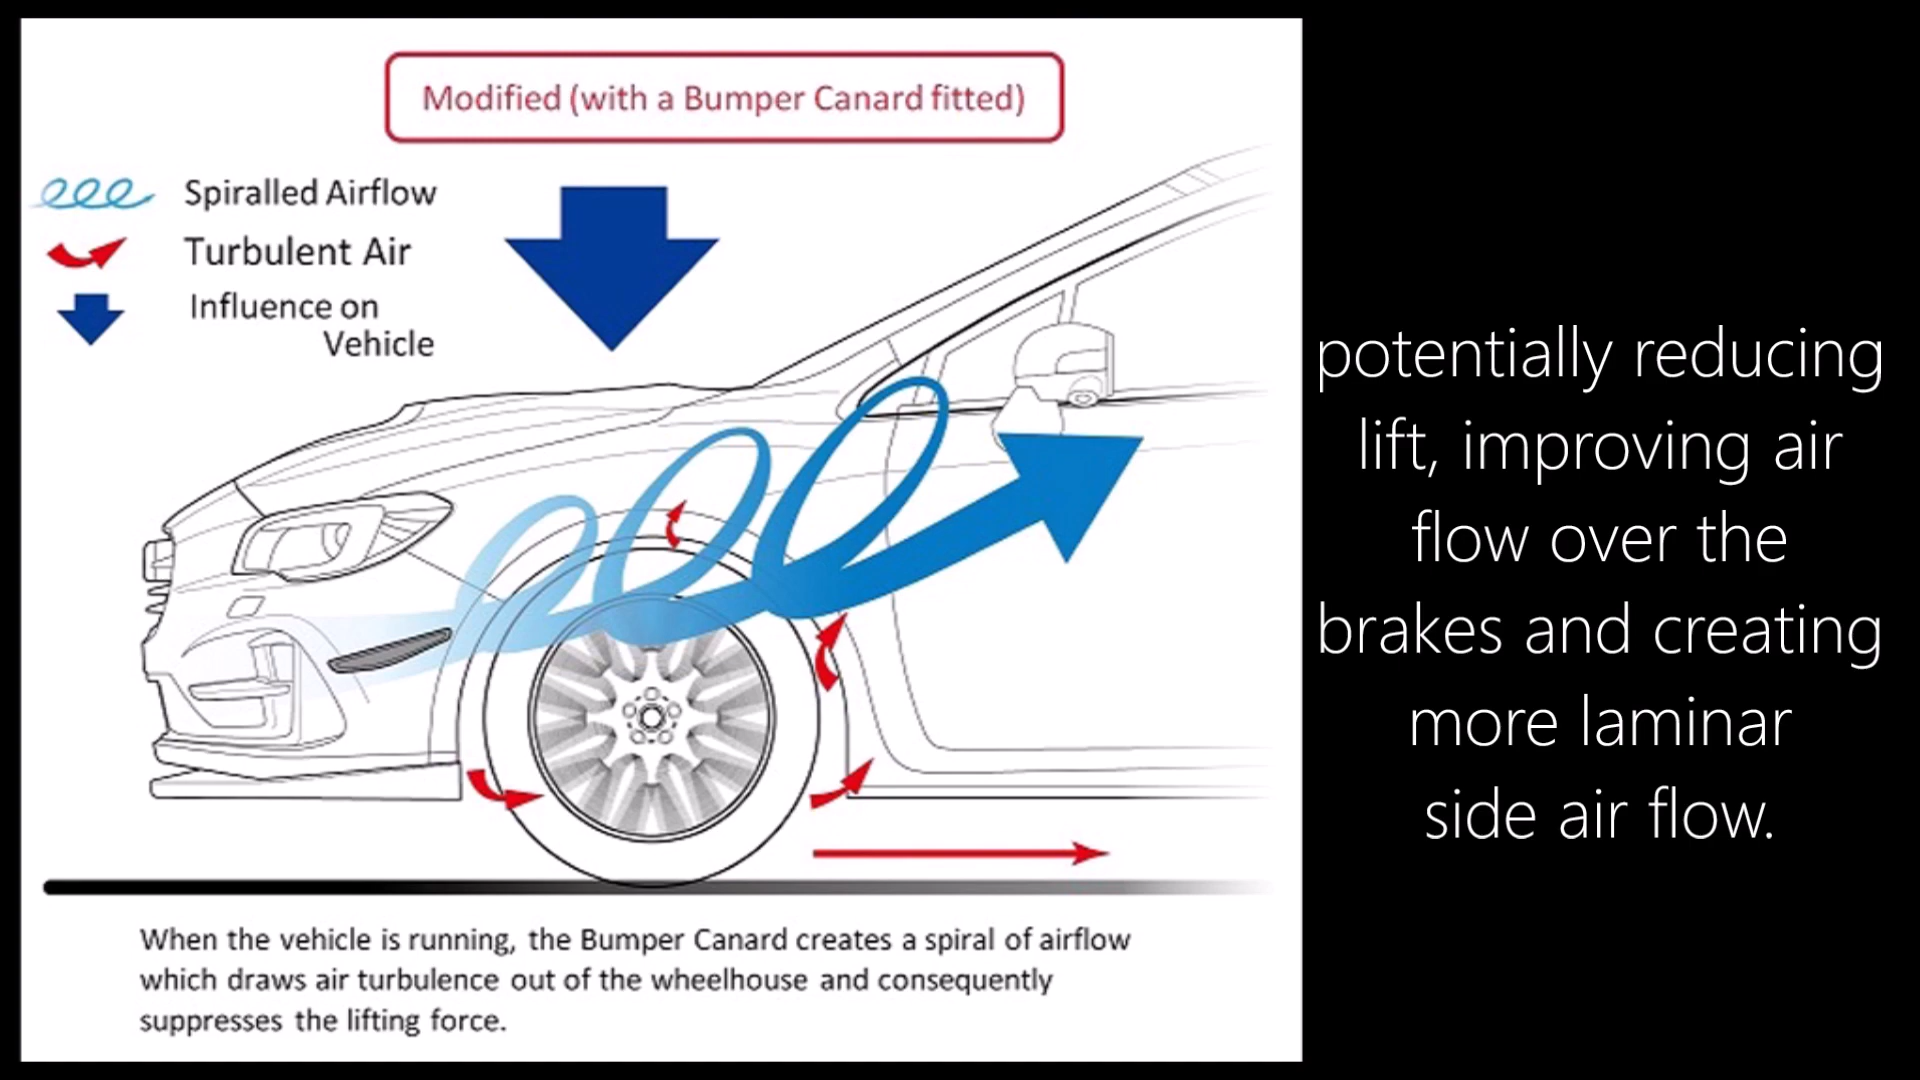 Modified (with a Bumper Canard fitted)
Spiralled Airflow
Turbulent Air
Influence on
Vehicle
When the vehicle is running, the Bumper Canard creates a spiral of airflow
which draws air turbulence out of the wheelhouse and consequently
suppresses the lifting force.
potentially reducing
lift, improving air
flow over the
brakes and creating
more laminar
side air flow.